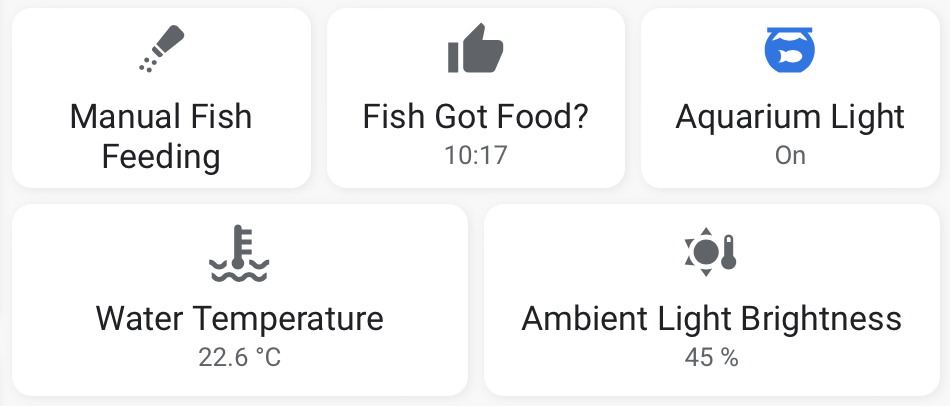 Manual Fish
Feeding
Fish Got Food?
10:17
Aquarium Light
On
Water Temperature
22.6 °C
Ambient Light Brightness
45 %